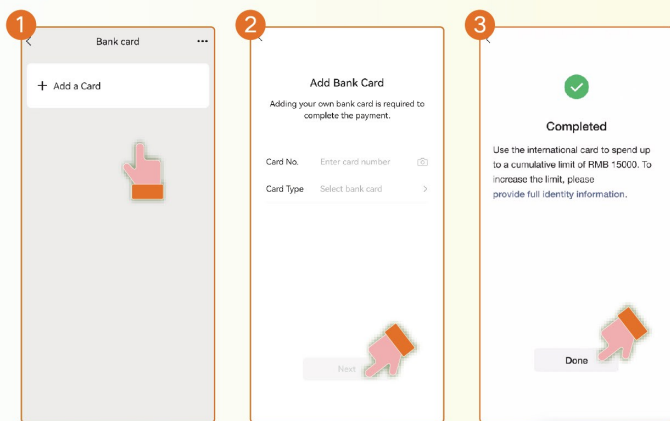 1
Bank card
+ Add a Card
2
Add Bank Card
Adding your own bank card is required to
complete the payment.
Card No. Enter card number
Card Type Select bank card
Next
3
Completed
Use the international card to spend up
to a cumulative limit of RMB 15000. To
increase the limit, please
provide full identity information.
Done